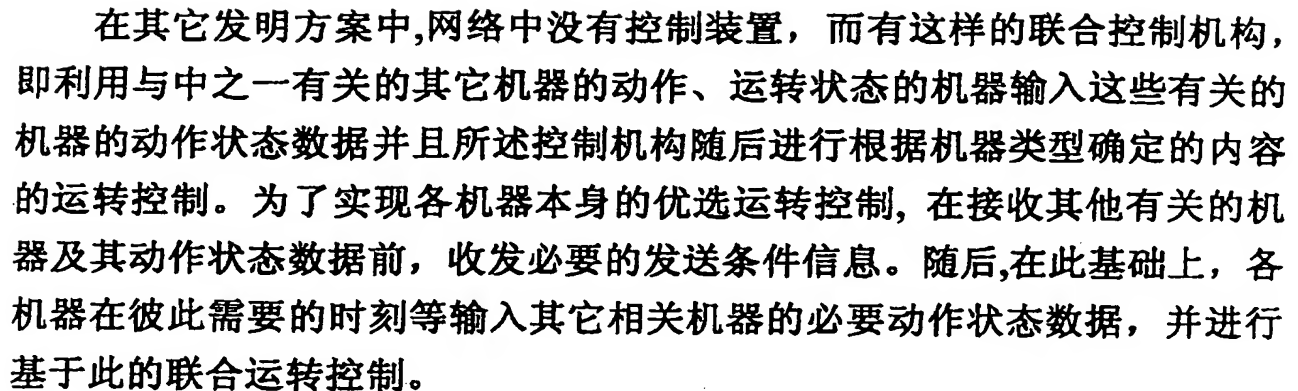 在其它发明方案中,网络中没有控制装置，而有这样的联合控制机构，
即利用与中之一有关的其它机器的动作、运转状态的机器输入这些有关的
机器的动作状态数据并且所述控制机构随后进行根据机器类型确定的内容
的运转控制。为了实现各机器本身的优选运转控制, 在接收其他有关的机
器及其动作状态数据前，收发必要的发送条件信息。随后,在此基础上，各
机器在彼此需要的时刻等输入其它相关机器的必要动作状态数据，并进行
基于此的联合运转控制。